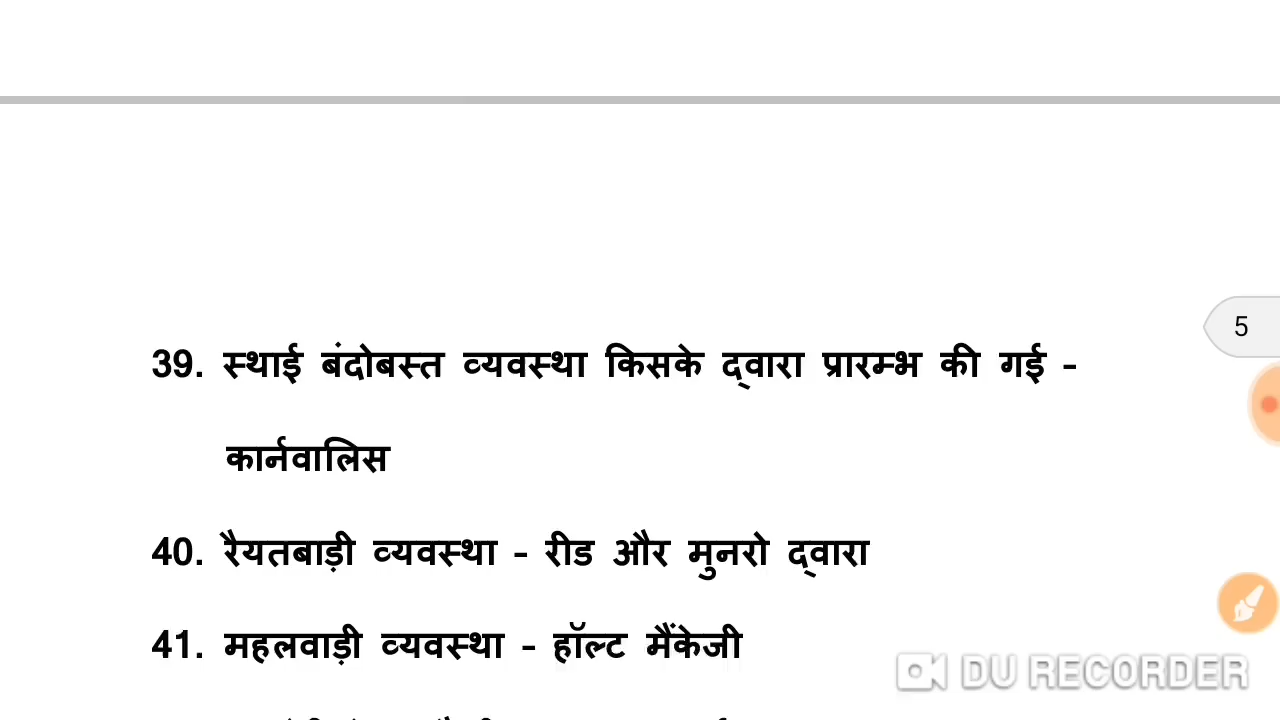 39. स्थाई बंदोबस्त व्यवस्था किसके द्वारा प्रारम्भ की गई -
5
कार्नवालिस
40. रैयतबाड़ी व्यवस्था - रीड और मुनरो द्वारा
41. महलवाड़ी व्यवस्था - हॉल्ट मैंकेजी
DU RECORDER